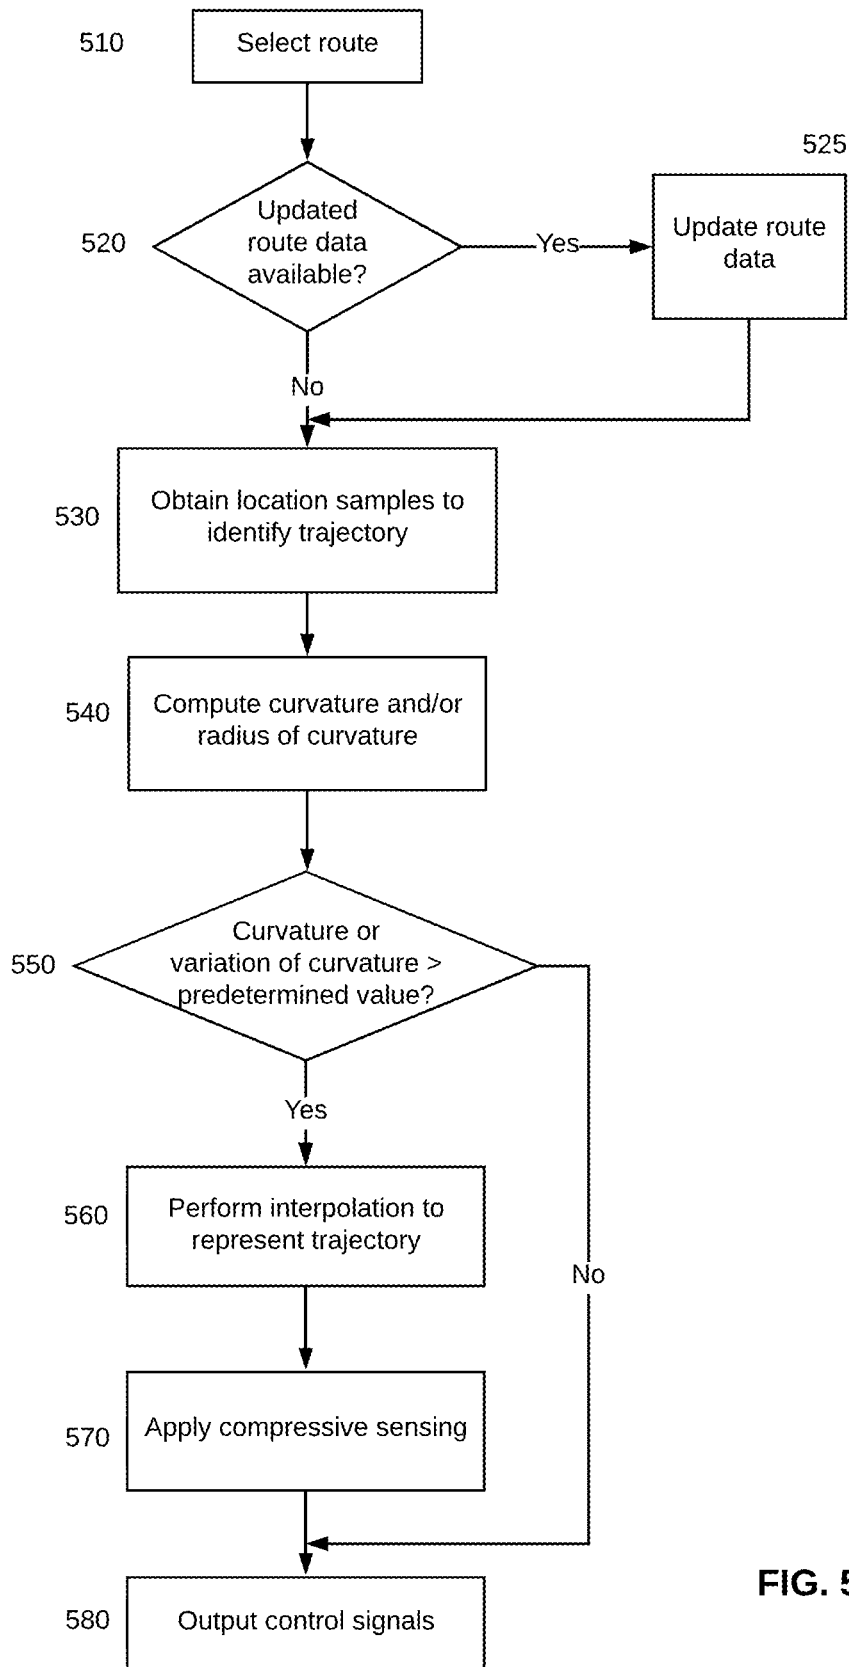 510
Select route
525
520
Updated
route data
available?
Yes
Update route
data
No
530
Obtain location samples to
identify trajectory
540
Compute curvature and/or
radius of curvature
550
Curvature or
variation of curvature >
predetermined value?
Yes
560
Perform interpolation to
represent trajectory
No
570
Apply compressive sensing
FIG. 5
580
Output control signals